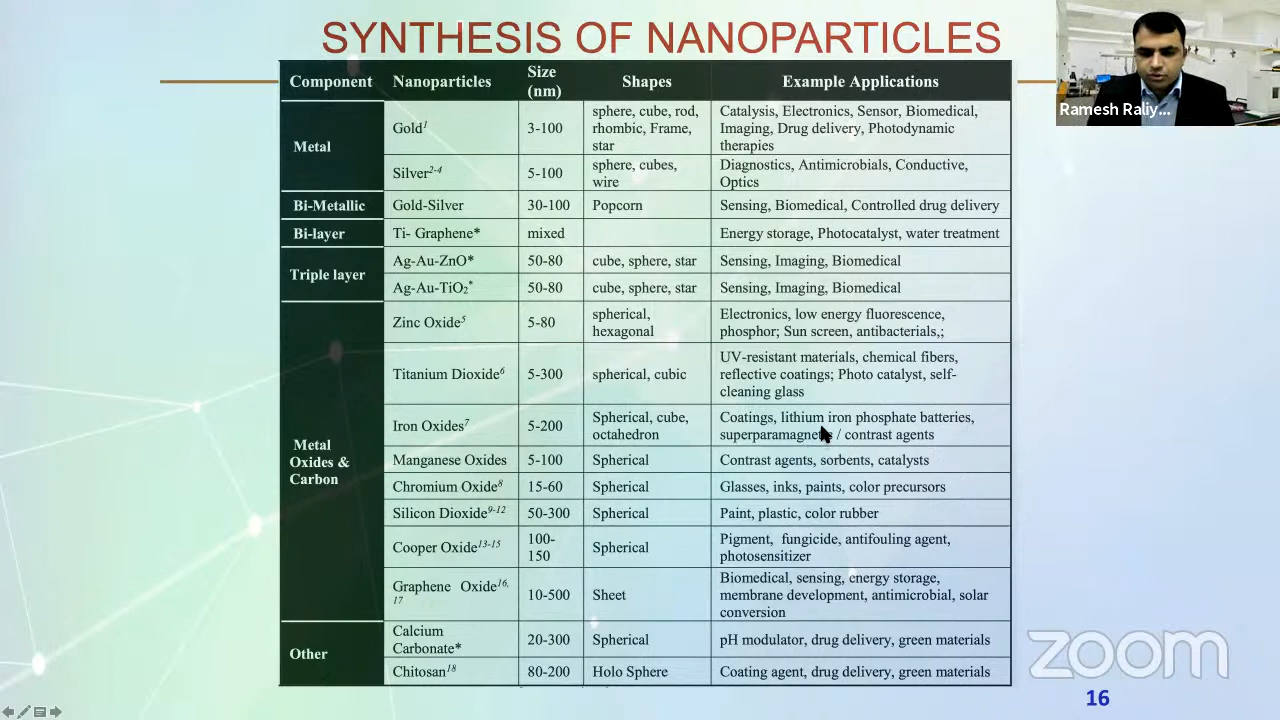 SYNTHESIS OF NANOPARTICLES
Ramesh Raliy...
Component Nanoparticles Size (nm) Shapes Example Applications
Metal
Gold1 3-100 sphere, cube, rod, rhombic, Frame, star Catalysis, Electronics, Sensor, Biomedical, Imaging, Drug delivery, Photodynamic therapies
Silver2-4 5-100 sphere, cubes, wire Diagnostics, Antimicrobials, Conductive, Optics
Bi-Metallic Gold-Silver 30-100 Popcorn Sensing, Biomedical, Controlled drug delivery
Bi-layer Ti- Graphene* mixed Energy storage, Photocatalyst, water treatment
Triple layer
Ag-Au-ZnO* 50-80 cube, sphere, star Sensing, Imaging, Biomedical
Ag-Au-TiO2* 50-80 cube, sphere, star Sensing, Imaging, Biomedical
Metal Oxides & Carbon
Zinc Oxide5 5-80 spherical, hexagonal Electronics, low energy fluorescence, phosphor; Sun screen, antibacterials,;
Titanium Dioxide6 5-300 spherical, cubic UV-resistant materials, chemical fibers, reflective coatings; Photo catalyst, self-cleaning glass
Iron Oxides7 5-200 Spherical, cube, octahedron Coatings, lithium iron phosphate batteries, / contrast agents
Manganese Oxides 5-100 Spherical Contrast agents, sorbents, catalysts
Chromium Oxide8 15-60 Spherical Glasses, inks, paints, color precursors
Silicon Dioxide9-12 50-300 Spherical Paint, plastic, color rubber
Cooper Oxide13-15 100-150 Spherical Pigment, fungicide, antifouling agent, photosensitizer
Graphene Oxide16, 17 10-500 Sheet Biomedical, sensing, energy storage, membrane development, antimicrobial, solar conversion
Other
Calcium Carbonate* 20-300 Spherical pH modulator, drug delivery, green materials
Chitosan18 80-200 Holo Sphere Coating agent, drug delivery, green materials
zoom
16